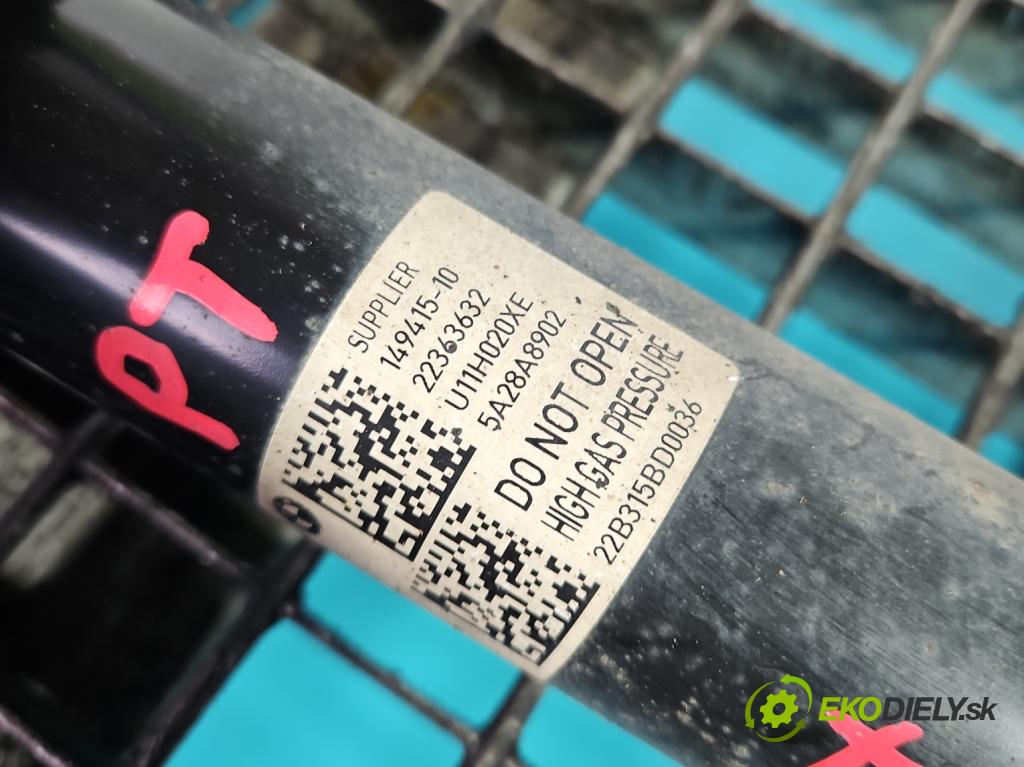 PT
SUPPLIER
149415-10
22363632
U11H020XE
5A28A8902
DO NOT OPEN
HIGH GAS PRESSURE
22B315BD0036
EKODIELY.sk